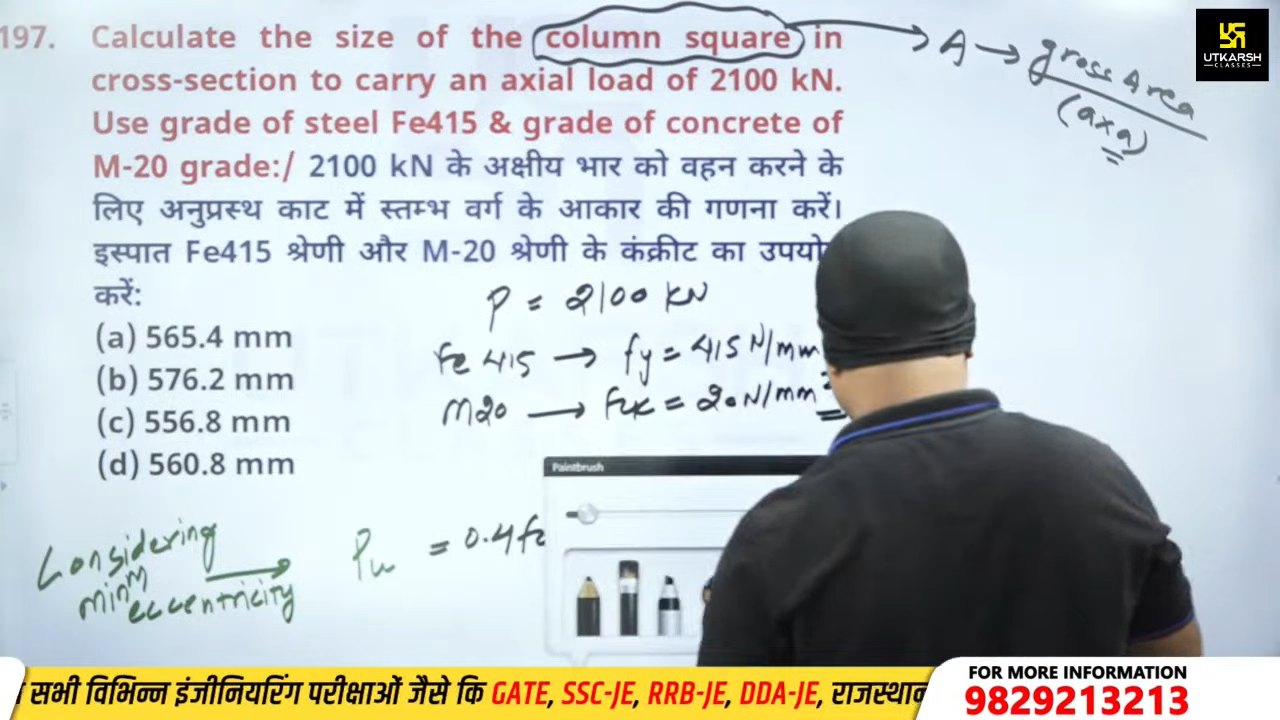 197. Calculate the size of the column square in
cross-section to carry an axial load of 2100 kN.
Use grade of steel Fe415 & grade of concrete of
M-20 grade:/ 2100 kN के अक्षीय भार को वहन करने के
लिए अनुप्रस्थ काट में स्तम्भ वर्ग के आकार की गणना करें।
इस्पात Fe415 श्रेणी और M-20 श्रेणी के कंक्रीट का उपयो
करें:
(a) 565.4 mm
(b) 576.2 mm
(c) 556.8 mm
(d) 560.8 mm
A → gross Area
(axa)
P = 2100 kN
Fe 415 → fy = 415 N/mm
M20 → Fck = 20N/mm²
Considering
minm
eccentricity
Pu = 0.4fc
Paintbrush
UTKARSH
CLASSES
सभी विभिन्न इंजीनियरिंग परीक्षाओं जैसे कि GATE, SSC-JE, RRB-JE, DDA-JE, राजस्थान
FOR MORE INFORMATION
9829213213